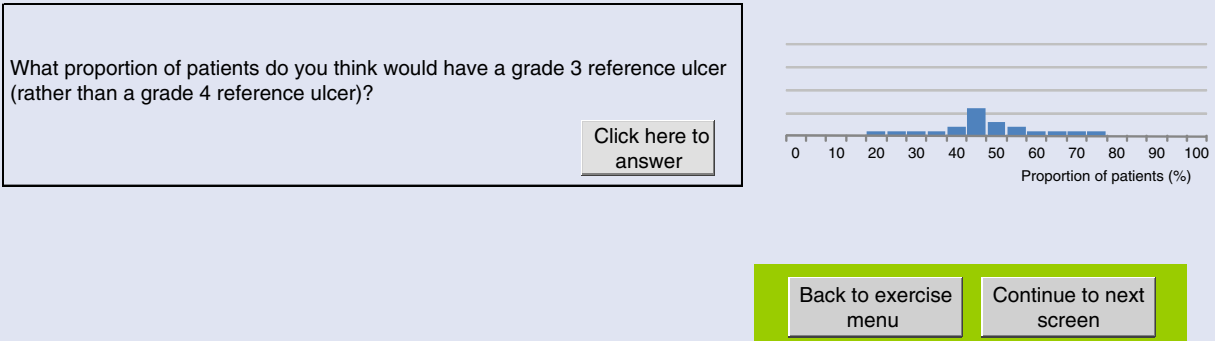 What proportion of patients do you think would have a grade 3 reference ulcer
(rather than a grade 4 reference ulcer)?
Click here to
answer
0 10 20 30 40 50 60 70 80 90 100
Proportion of patients (%)
Back to exercise
menu
Continue to next
screen